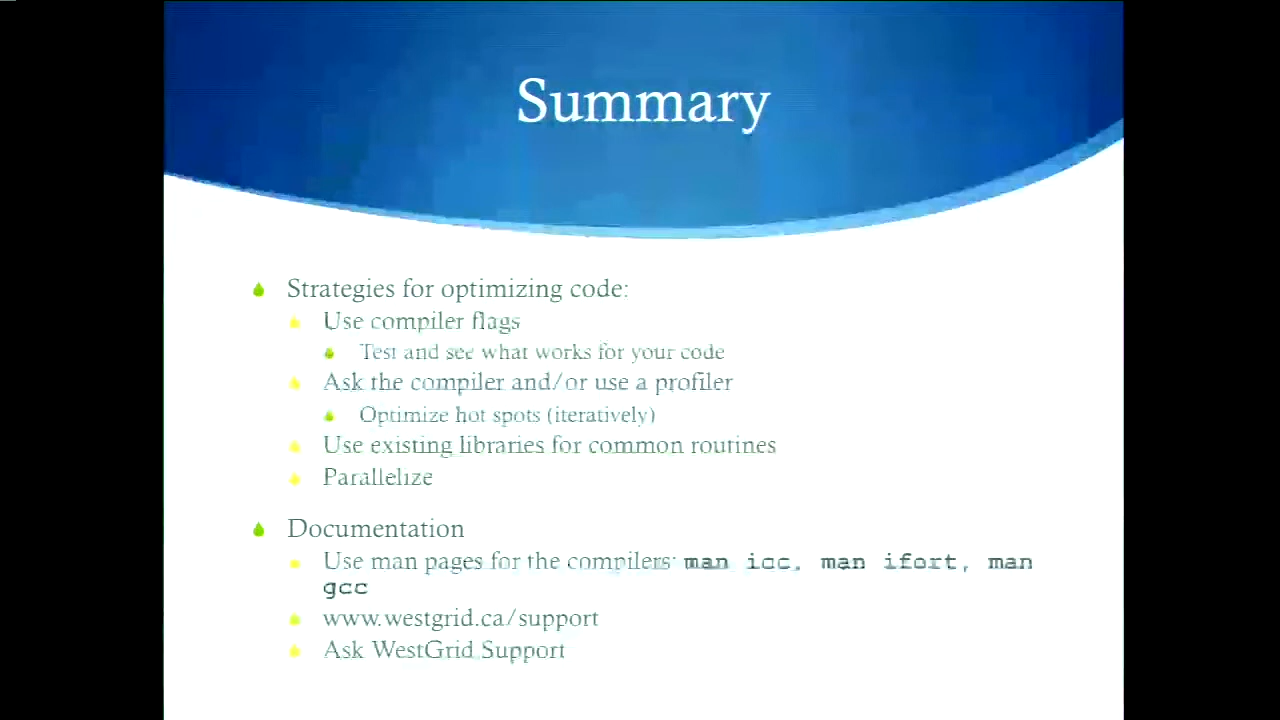 Summary
Strategies for optimizing code:
Use compiler flags
Test and see what works for your code
Ask the compiler and/or use a profiler
Optimize hot spots (iteratively)
Use existing libraries for common routines
Parallelize
Documentation
Use man pages for the compilers: man icc, man ifort, man
gcc
www.westgrid.ca/support
Ask WestGrid Support